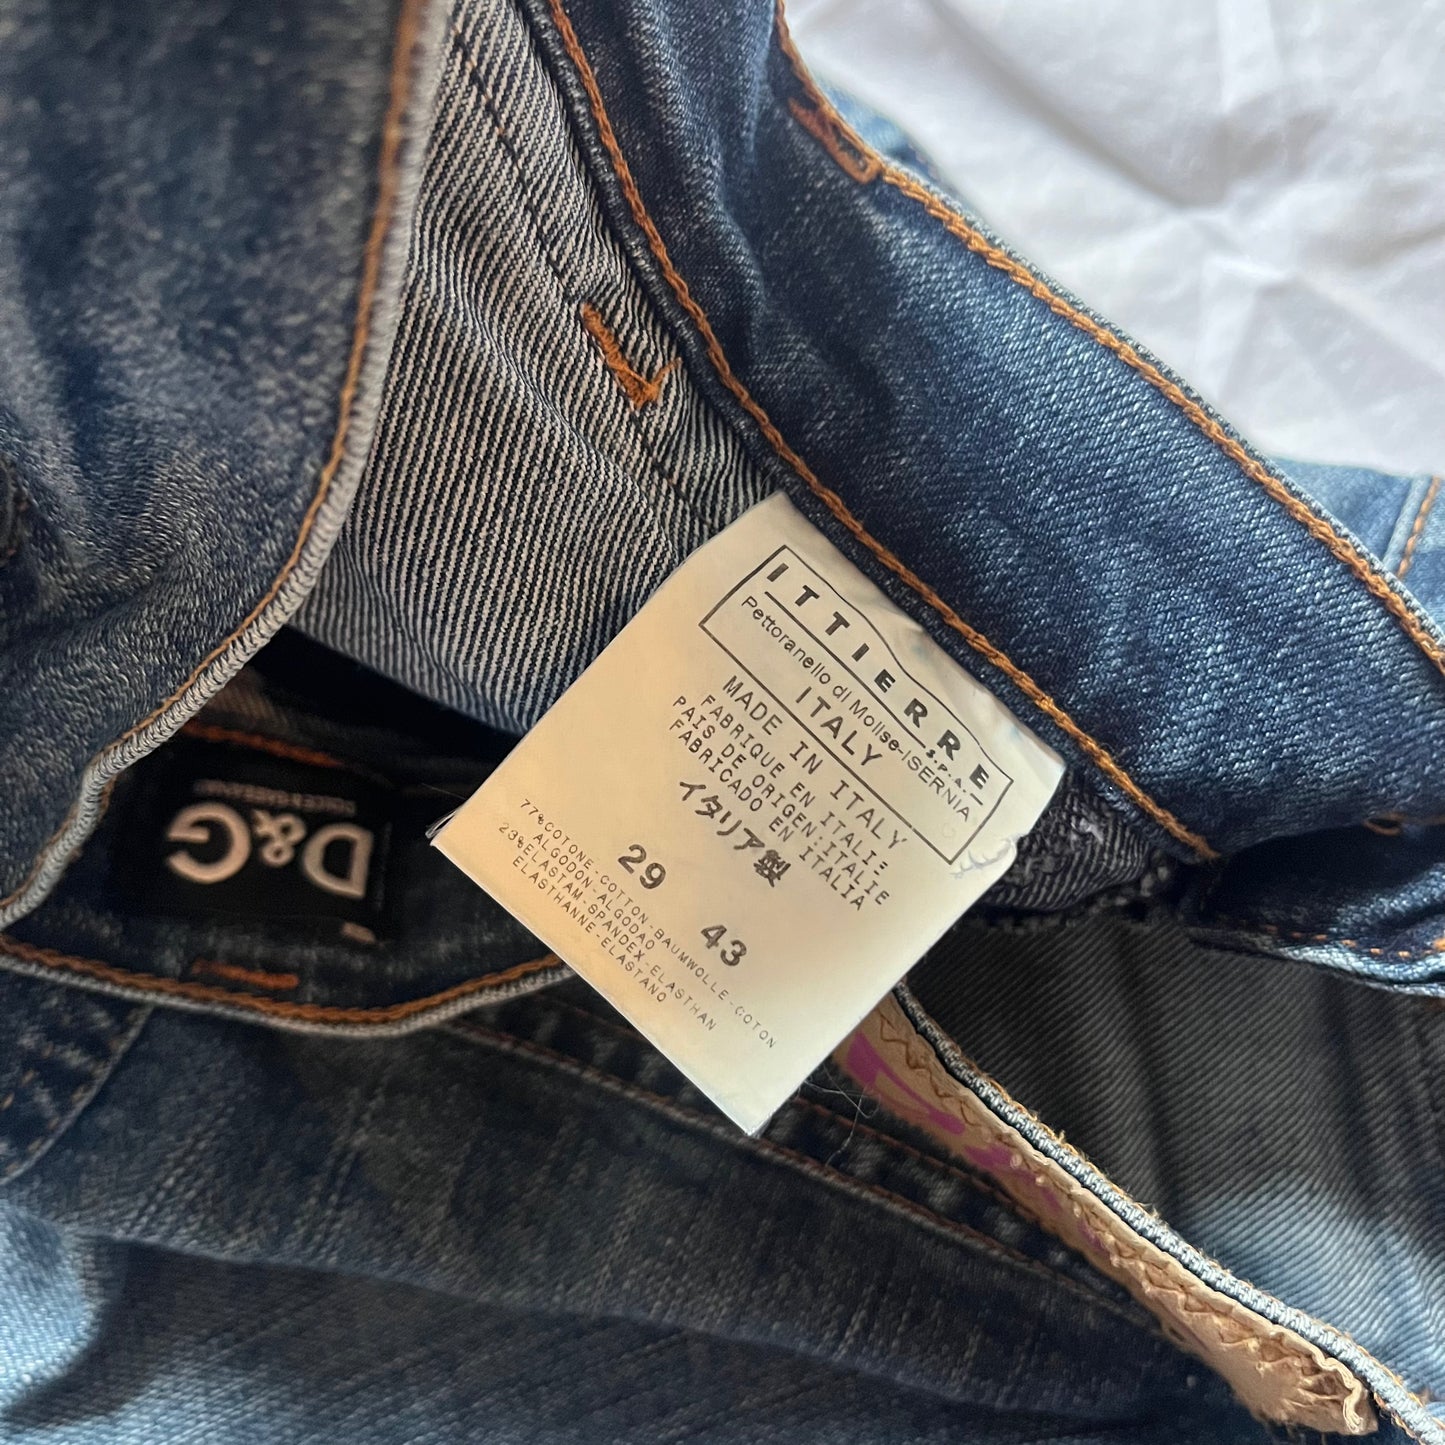 ITTIERRE
S.P.A.
Pettoranello di Molise-ISERNIA
ITALY
MADE IN ITALY
FABRIQUE EN ITALIE
PAIS DE ORIGEN:ITALIE
FABRICADO EN ITALIA
イタリア製
29 43
77%COTONE-COTTON-BAUMWOLLE-COTON
ALGODON-ALGODAO
23%ELASTAM-SPANDEX-ELASTHAN
ELASTHANNE-ELASTANO
D&G